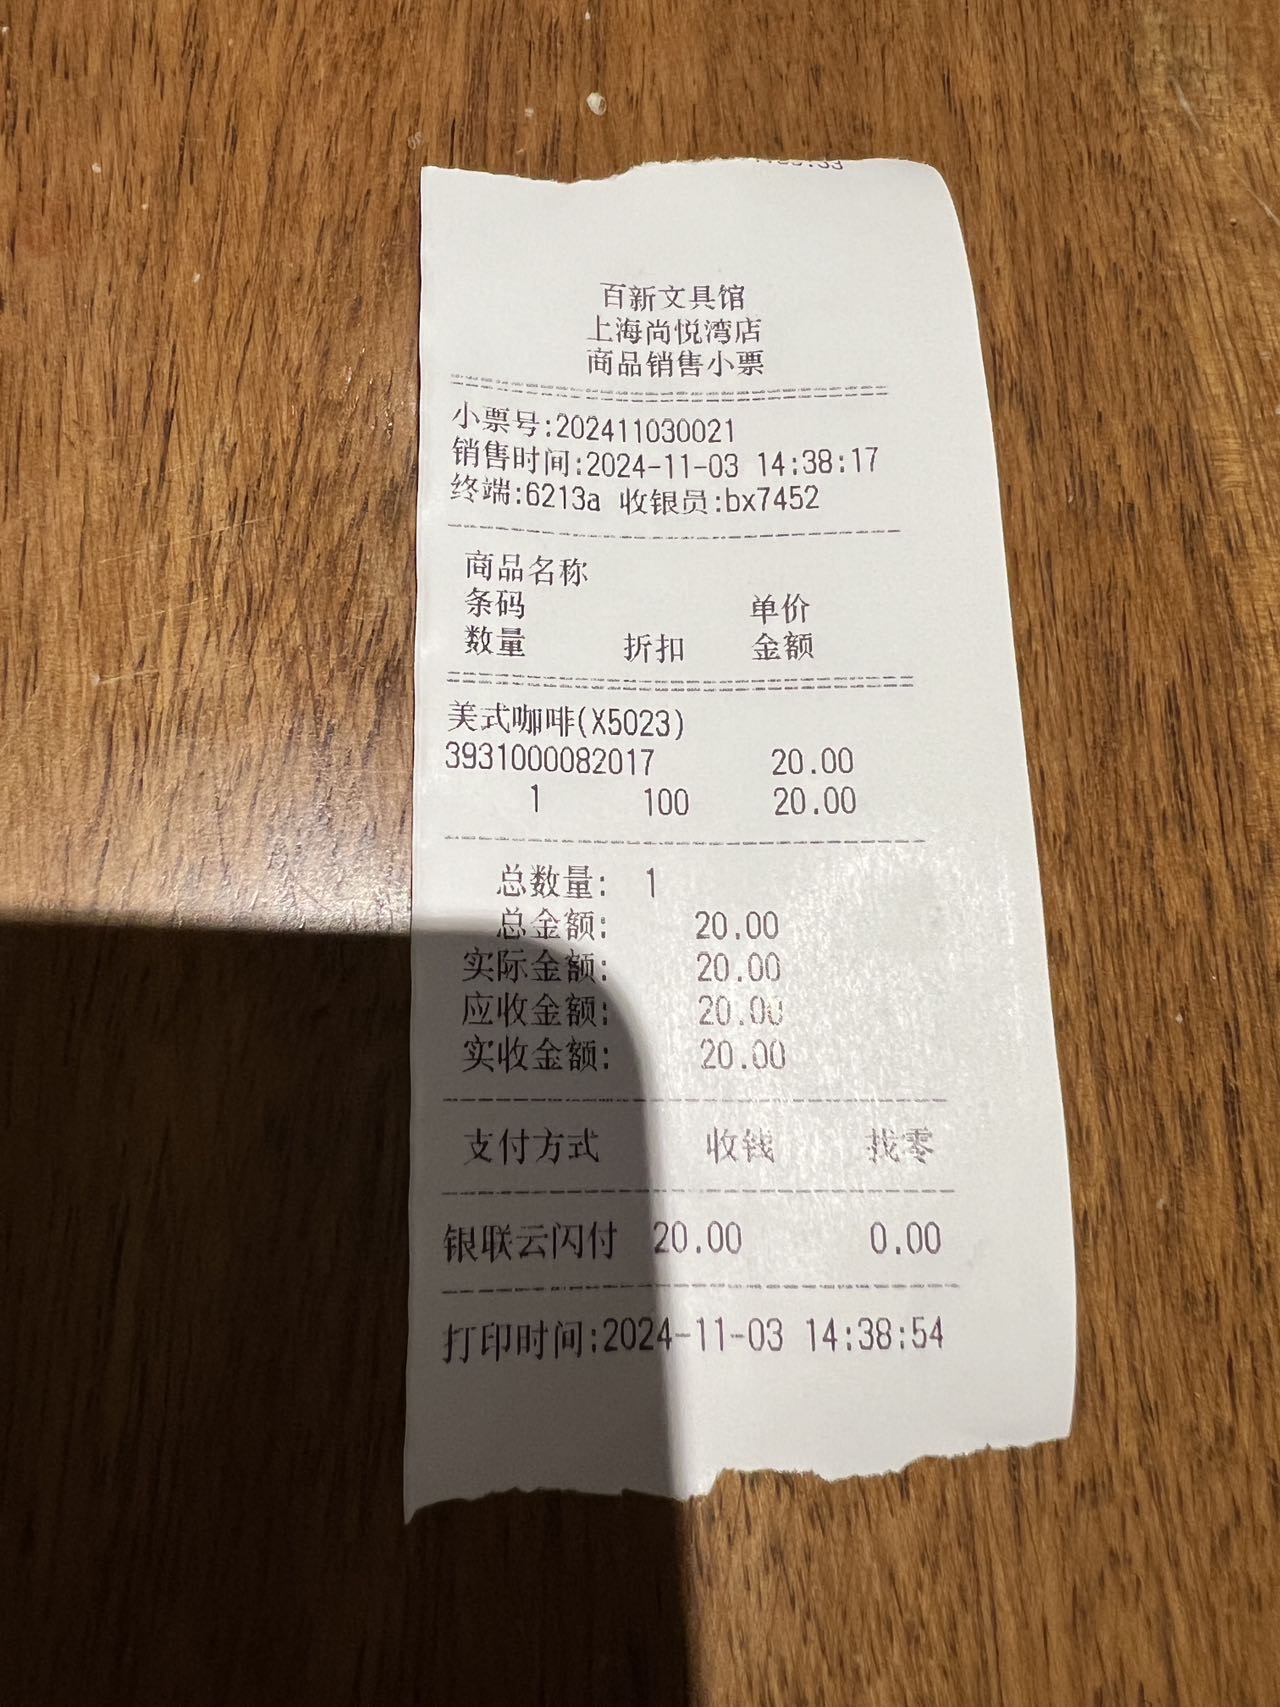 百新文具馆
上海尚悦湾店
商品销售小票
小票号:202411030021
销售时间:2024-11-03 14:38:17
终端:6213a 收银员:bx7452
商品名称
条码 单价
数量 折扣 金额
美式咖啡(X5023)
3931000082017 20.00
1 100 20.00
总数量: 1
总金额: 20.00
实际金额: 20.00
应收金额: 20.00
实收金额: 20.00
支付方式 收钱 找零
银联云闪付 20.00 0.00
打印时间:2024-11-03 14:38:54